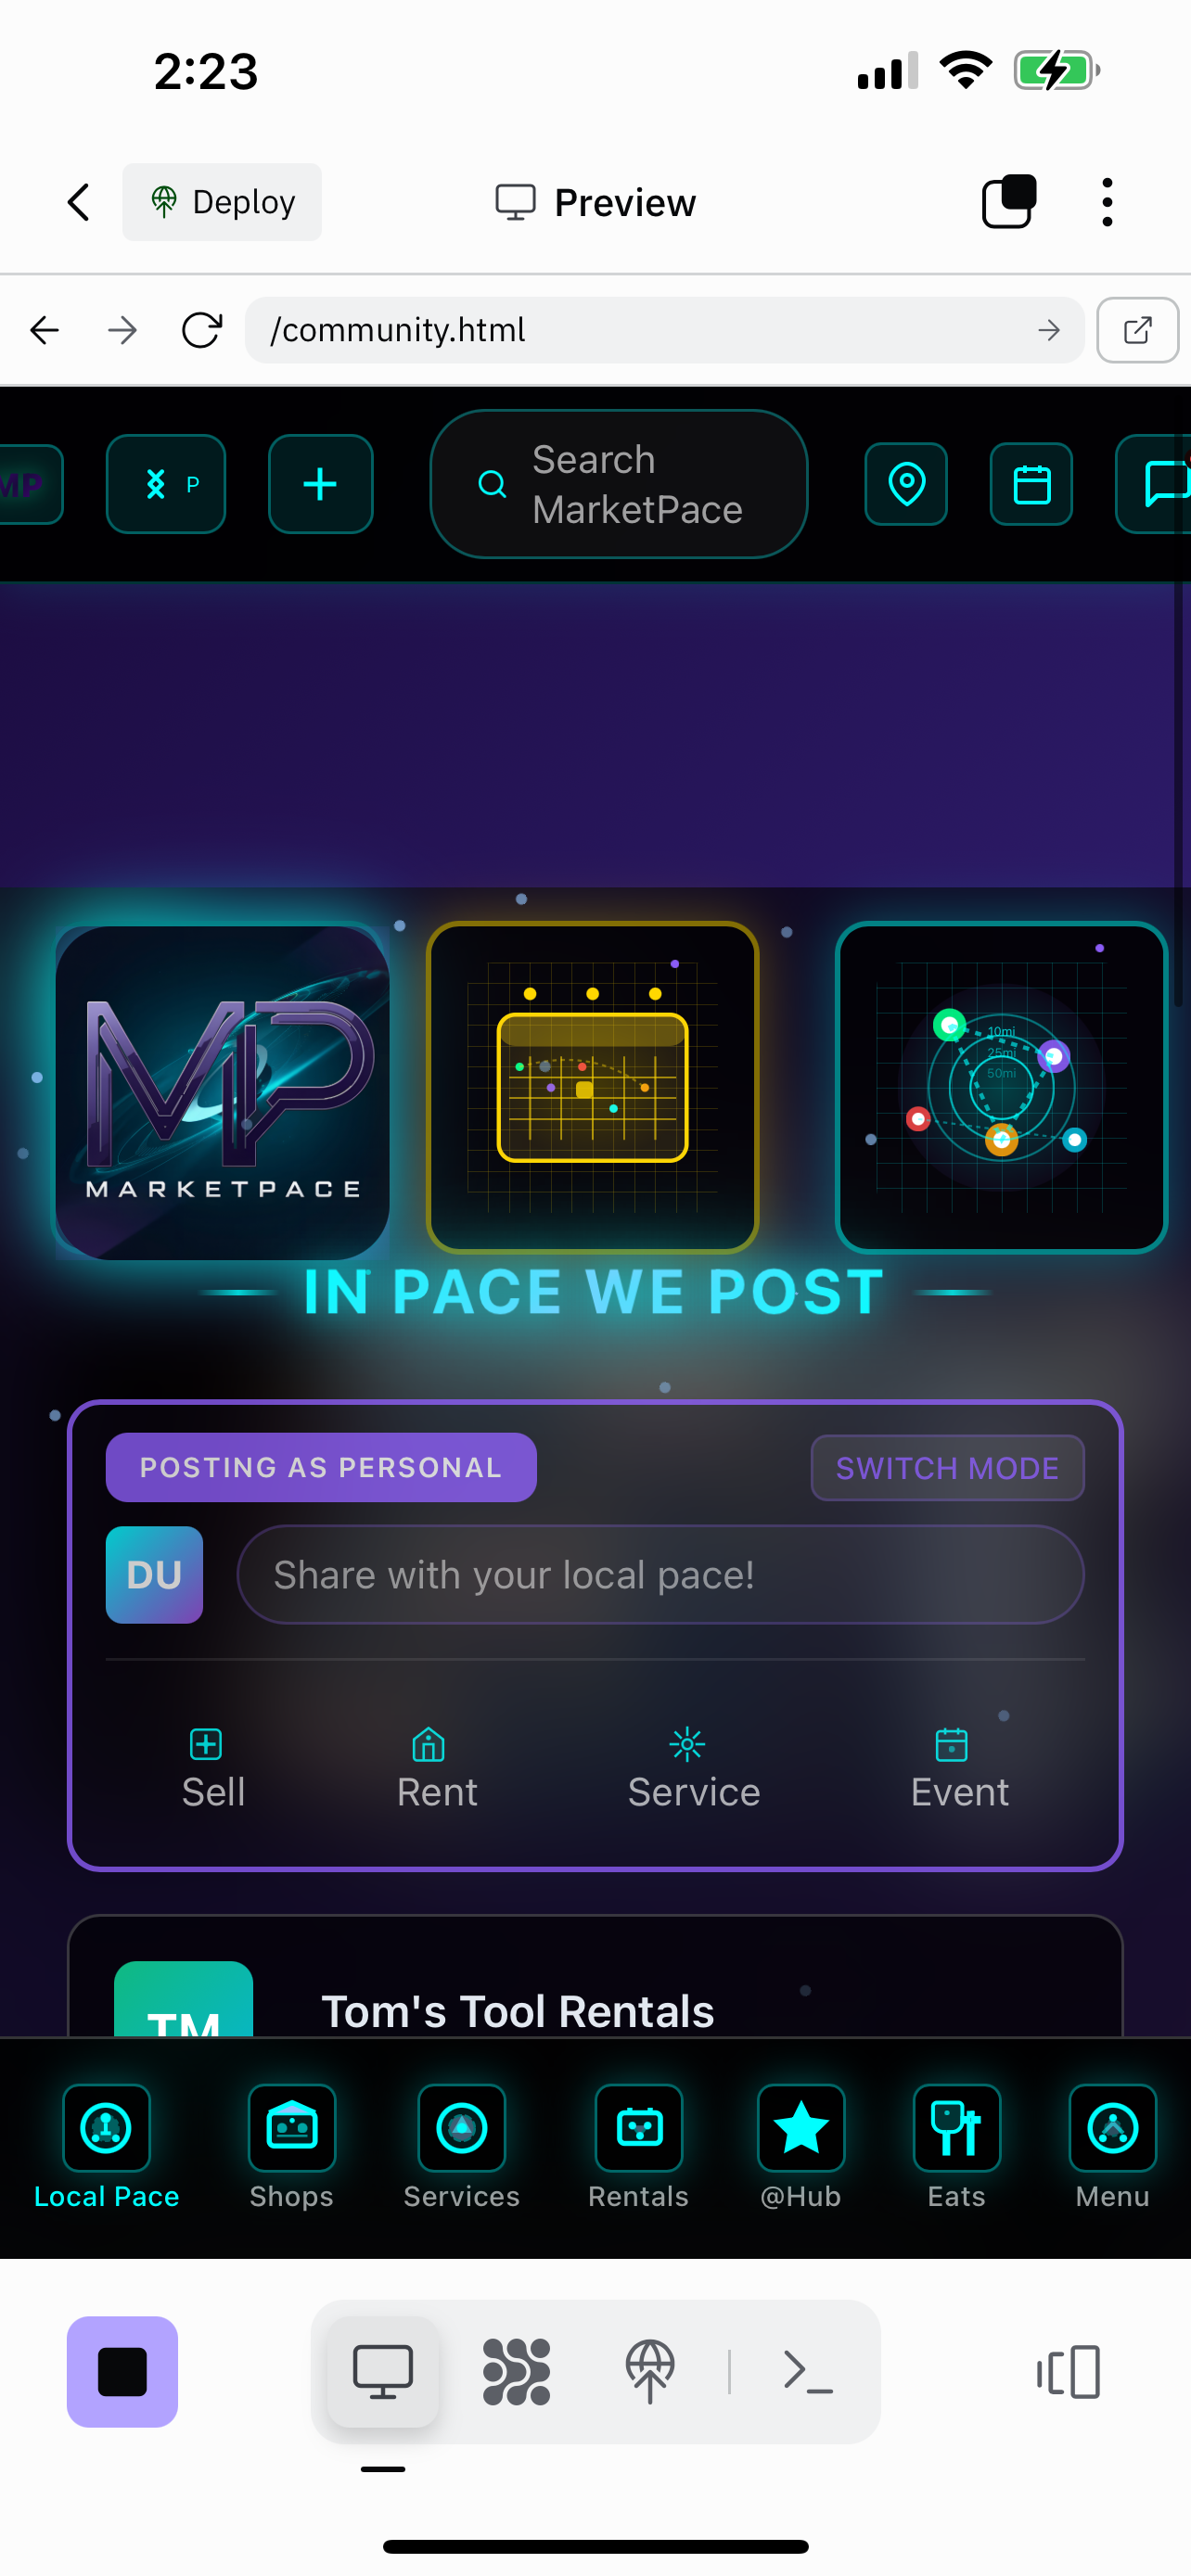 2:23
Deploy
Preview
/community.html
MP
P
Search
MarketPace
MP
MARKETPACE
10mi
25mi
50mi
IN PACE WE POST
POSTING AS PERSONAL
SWITCH MODE
DU
Share with your local pace!
Sell
Rent
Service
Event
TM
Tom's Tool Rentals
Local Pace
Shops
Services
Rentals
@Hub
Eats
Menu